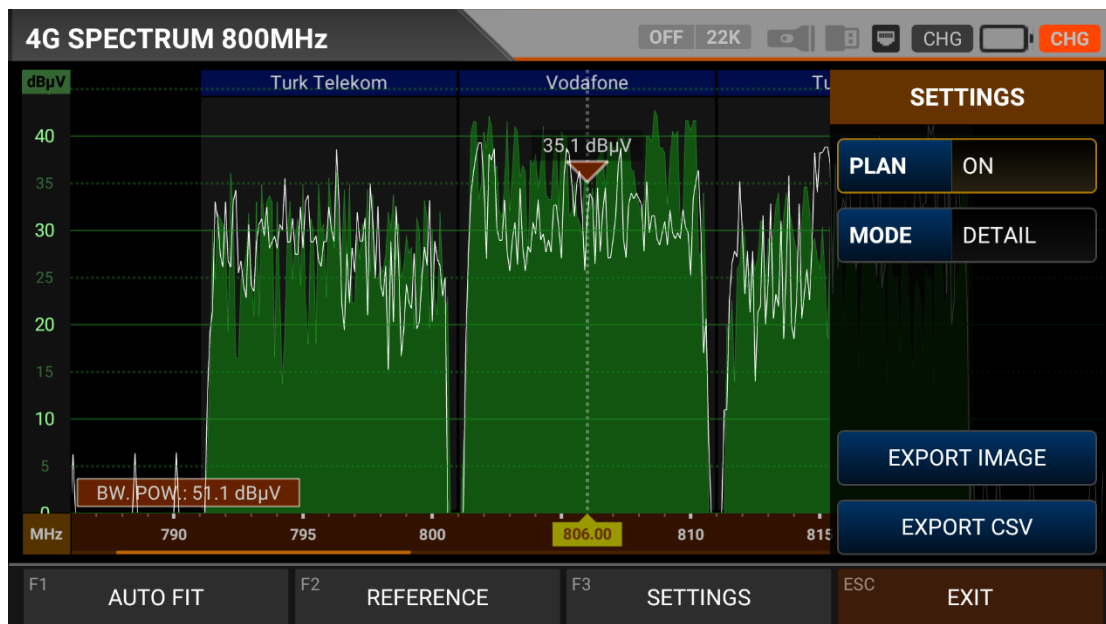 4G SPECTRUM 800MHz
OFF 22K CHG CHG
dBµV
Turk Telekom Vodafone Tu
SETTINGS
40
35.1 dBµV
PLAN ON
35
30
MODE DETAIL
25
20
15
10
EXPORT IMAGE
5
BW. POW.: 51.1 dBµV
0
EXPORT CSV
MHz 790 795 800 806.00 810 815
F1 AUTO FIT F2 REFERENCE F3 SETTINGS ESC EXIT